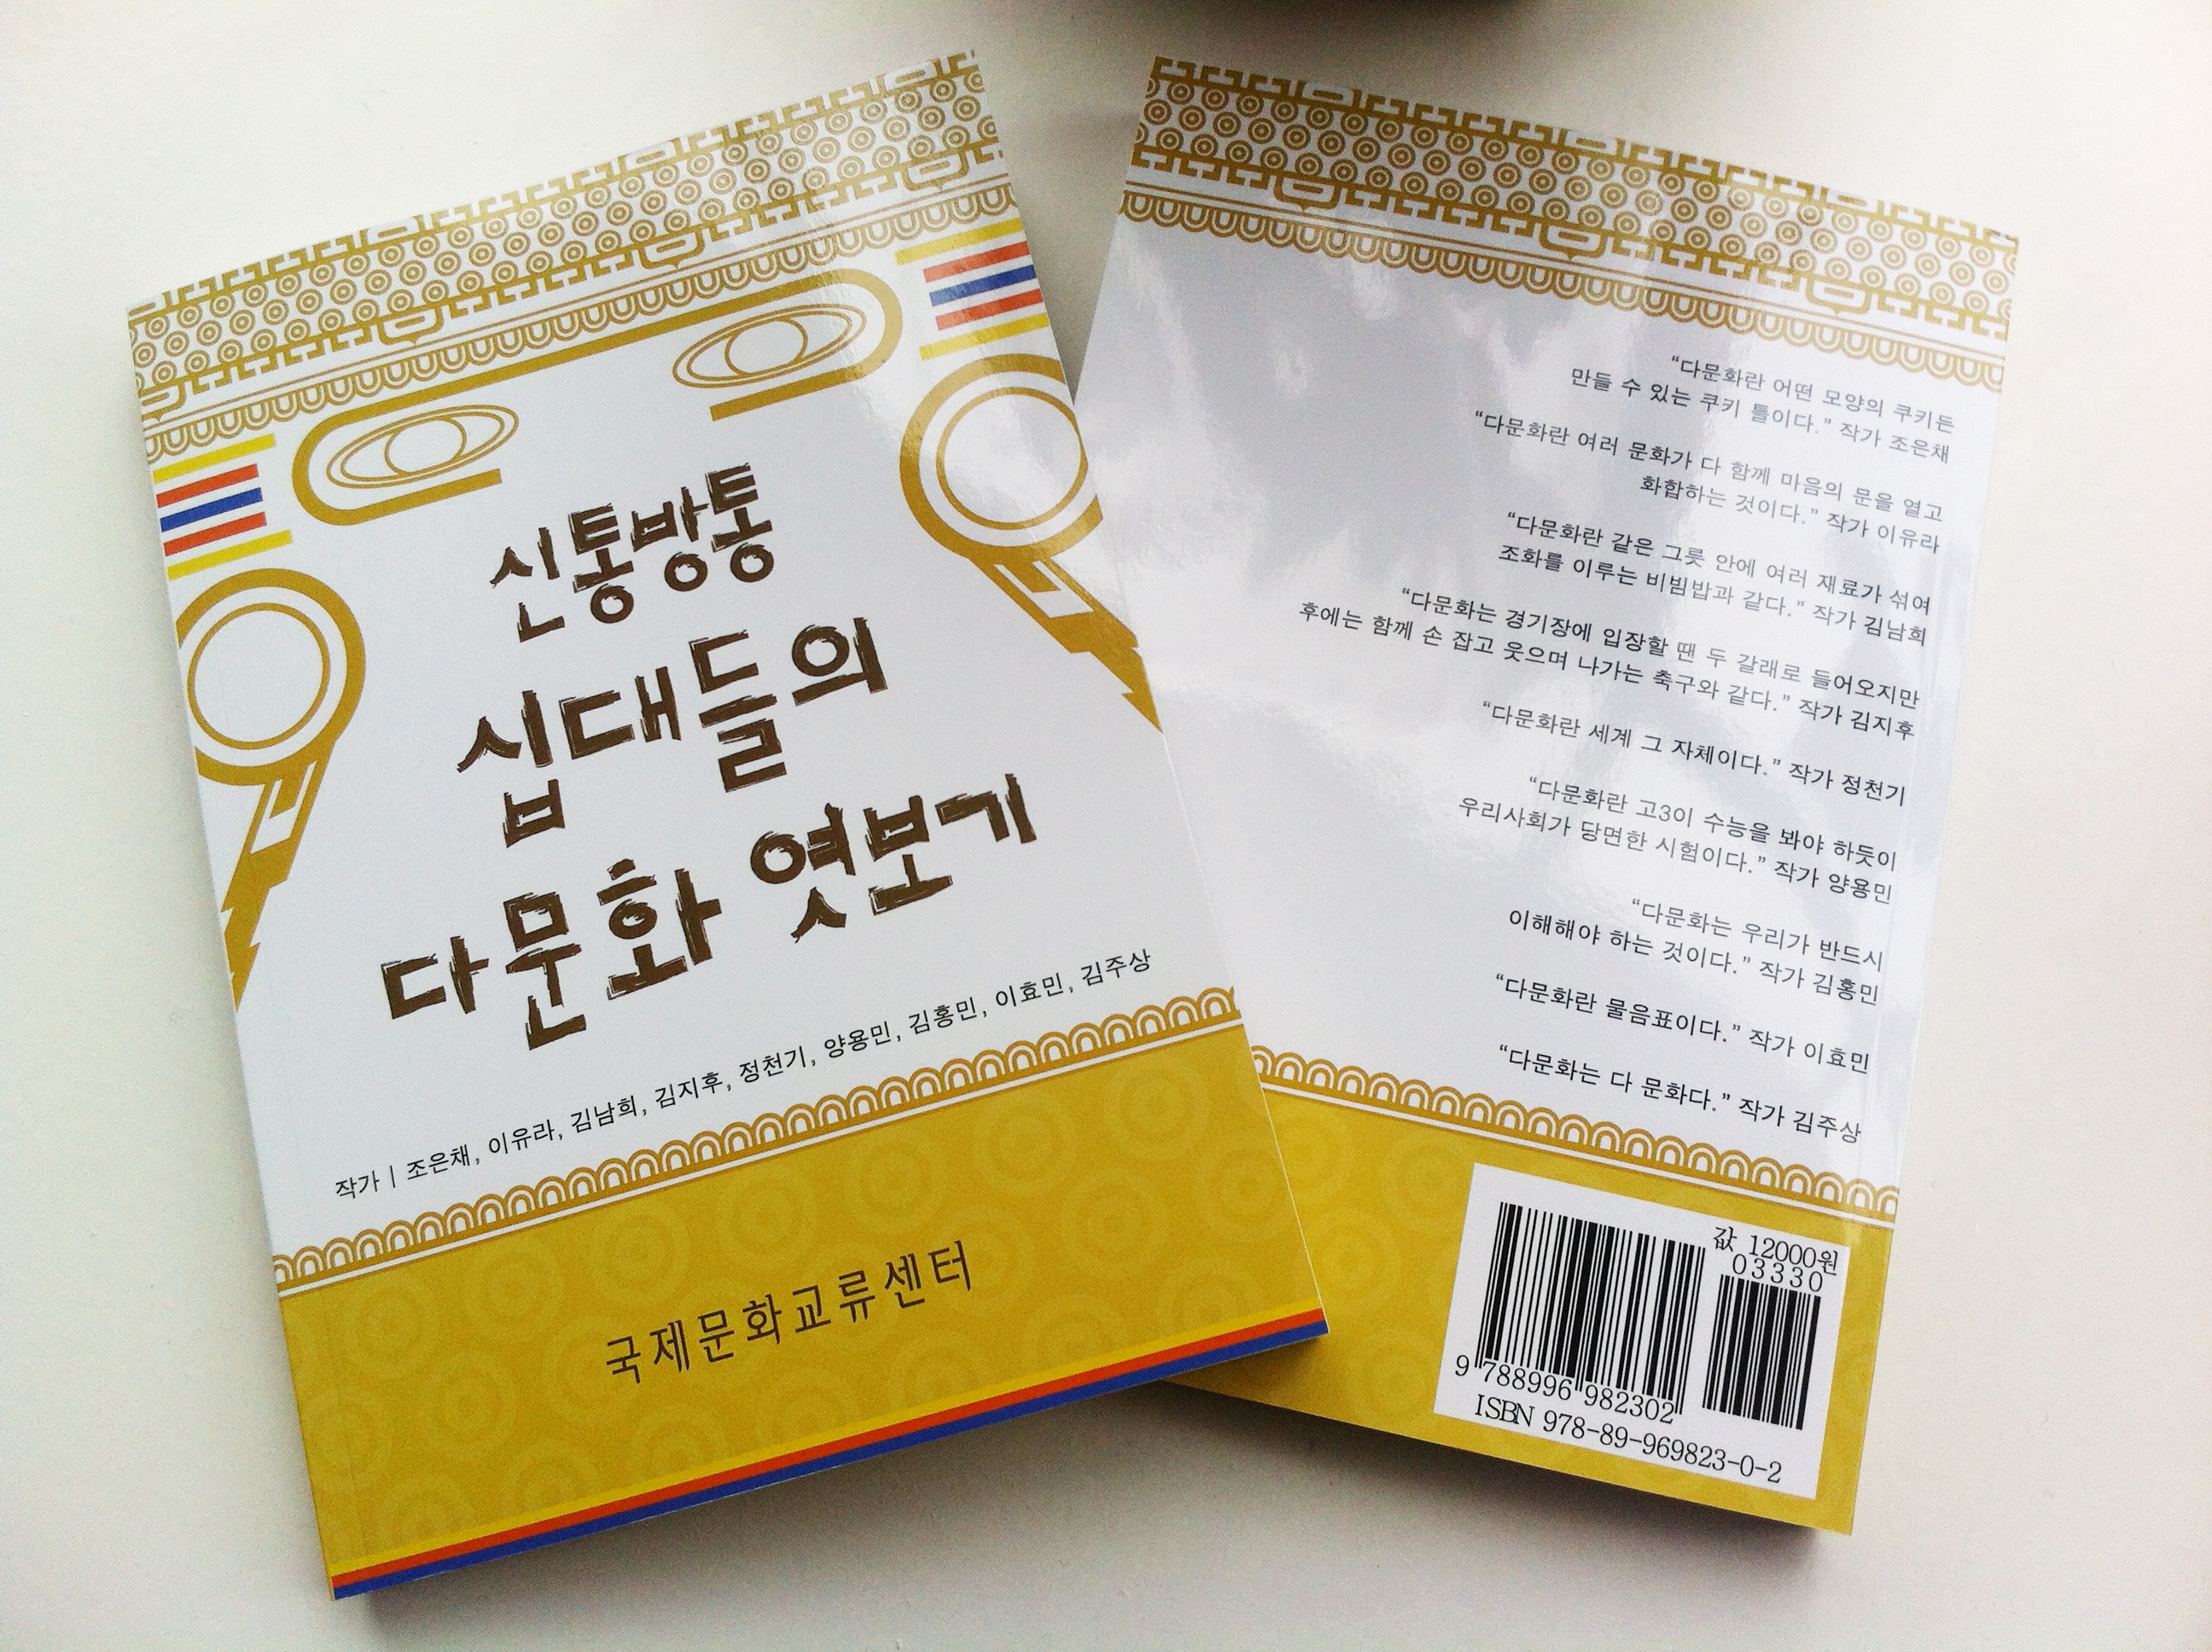 신통방통
십대들의
다문화 엿보기
작가 | 조은채, 이유라, 김남희, 김지후, 정천기, 양용민, 김홍민, 이효민, 김주상
국제문화교류센터
“다문화란 어떤 모양의 쿠키든
만들 수 있는 쿠키 틀이다.” 작가 조은채
“다문화란 여러 문화가 다 함께 마음의 문을 열고
화합하는 것이다.” 작가 이유라
“다문화란 같은 그릇 안에 여러 재료가 섞여
조화를 이루는 비빔밥과 같다.” 작가 김남희
“다문화는 경기장에 입장할 땐 두 갈래로 들어오지만
후에는 함께 손 잡고 웃으며 나가는 축구와 같다.” 작가 김지후
“다문화란 세계 그 자체이다.” 작가 정천기
“다문화란 고3이 수능을 봐야 하듯이
우리사회가 당면한 시험이다.” 작가 양용민
“다문화는 우리가 반드시
이해해야 하는 것이다.” 작가 김홍민
“다문화란 물음표이다.” 작가 이효민
“다문화는 다 문화다.” 작가 김주상
값 12000원
03330
9 788996 982302
ISBN 978-89-969823-0-2